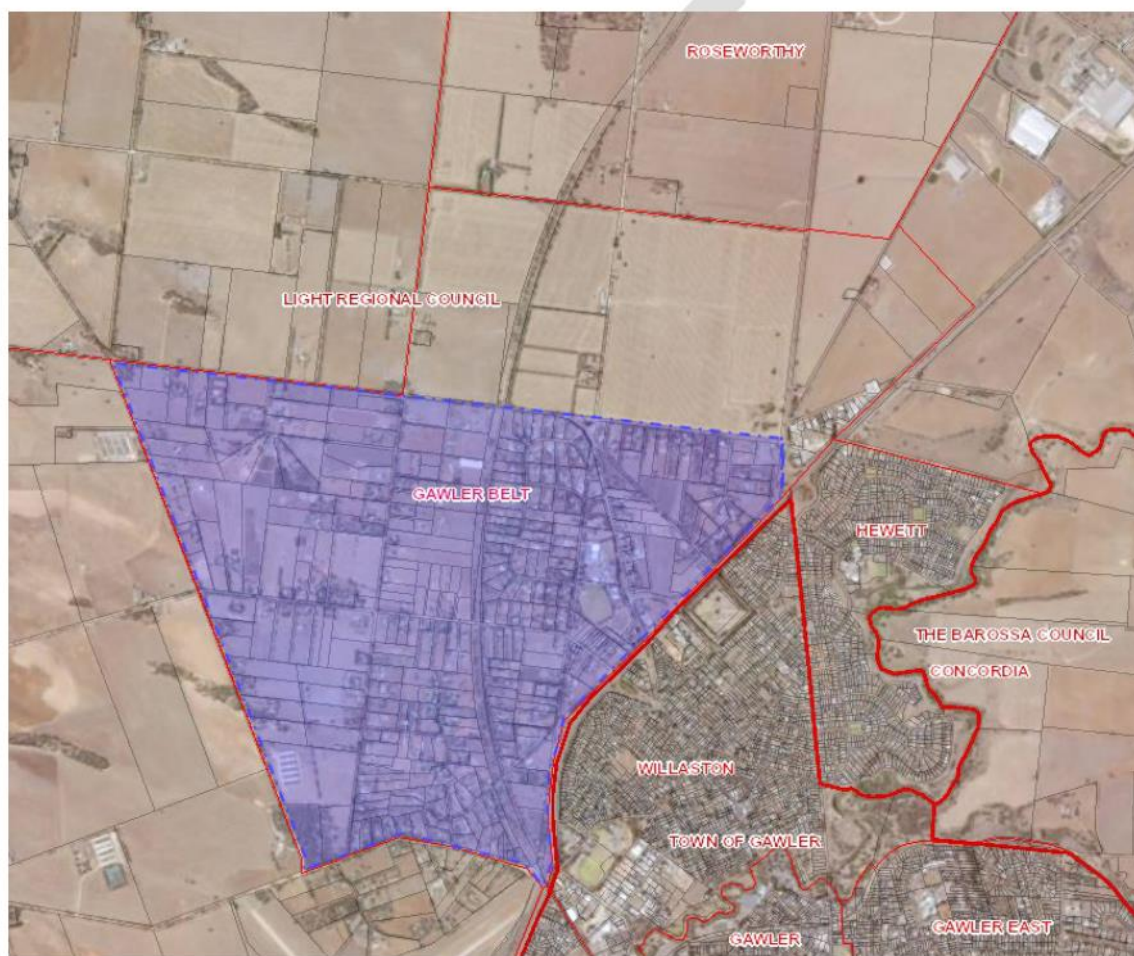 ROSEWORTHY
LIGHT REGIONAL COUNCIL
GAWLER BELT
HEWETT
THE BAROSSA COUNCIL
CONCORDIA
WILLASTON
TOWN OF GAWLER
GAWLER
GAWLER EAST